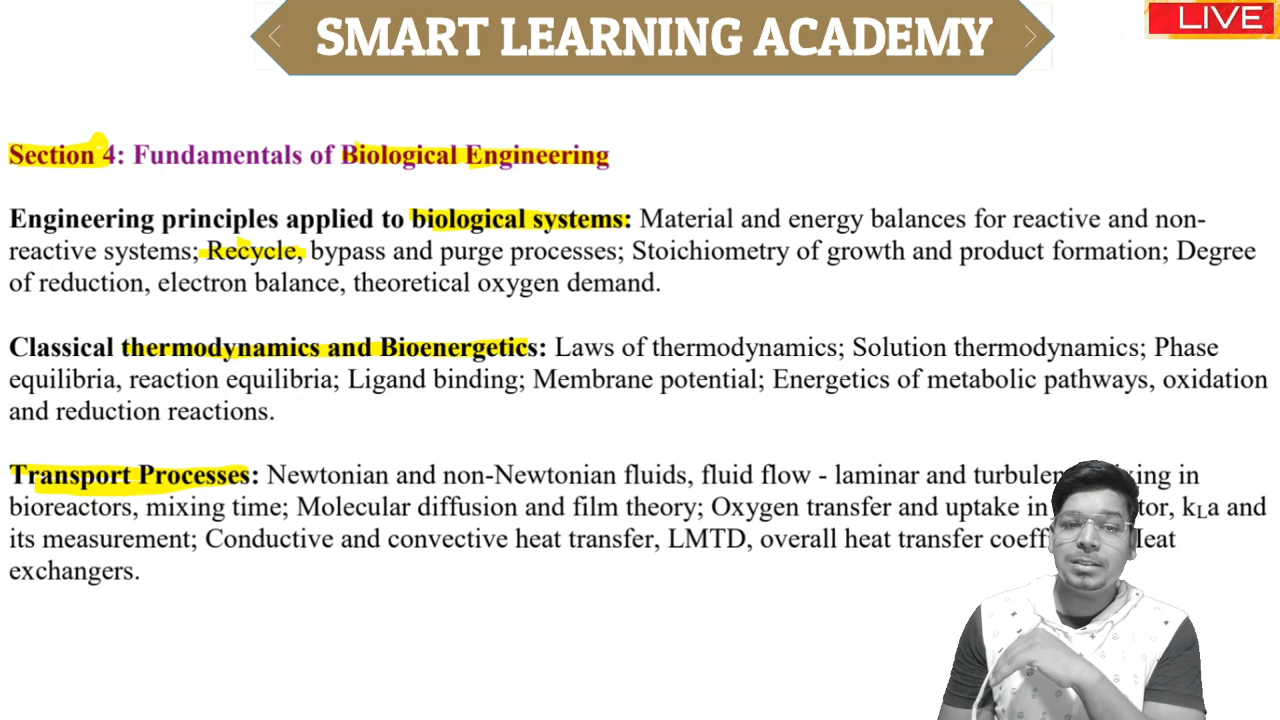 SMART LEARNING ACADEMY
LIVE
Section 4: Fundamentals of Biological Engineering
Engineering principles applied to biological systems: Material and energy balances for reactive and non-
reactive systems; Recycle, bypass and purge processes; Stoichiometry of growth and product formation; Degree
of reduction, electron balance, theoretical oxygen demand.
Classical thermodynamics and Bioenergetics: Laws of thermodynamics; Solution thermodynamics; Phase
equilibria, reaction equilibria; Ligand binding; Membrane potential; Energetics of metabolic pathways, oxidation
and reduction reactions.
Transport Processes: Newtonian and non-Newtonian fluids, fluid flow - laminar and in
bioreactors, mixing time; Molecular diffusion and film theory; Oxygen transfer and uptake in kLa and
its measurement; Conductive and convective heat transfer, LMTD, overall heat transfer
exchangers.